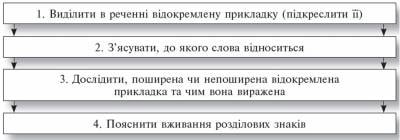 1. Виділити в реченні відокремлену прикладку (підкреслити її)
2. З'ясувати, до якого слова відноситься
3. Дослідити, поширена чи непоширена відокремлена
прикладка та чим вона виражена
4. Пояснити вживання розділових знаків